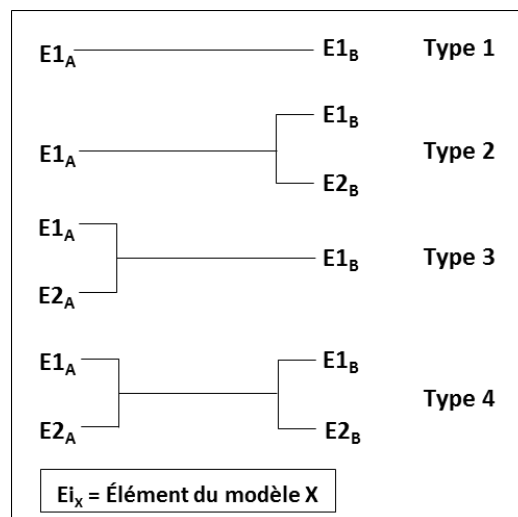 E1A E1B Type 1
E1B
E1A Type 2
E2B
E1A
E1B Type 3
E2A
E1A E1B
Type 4
E2A E2B
EiX = Élément du modèle X